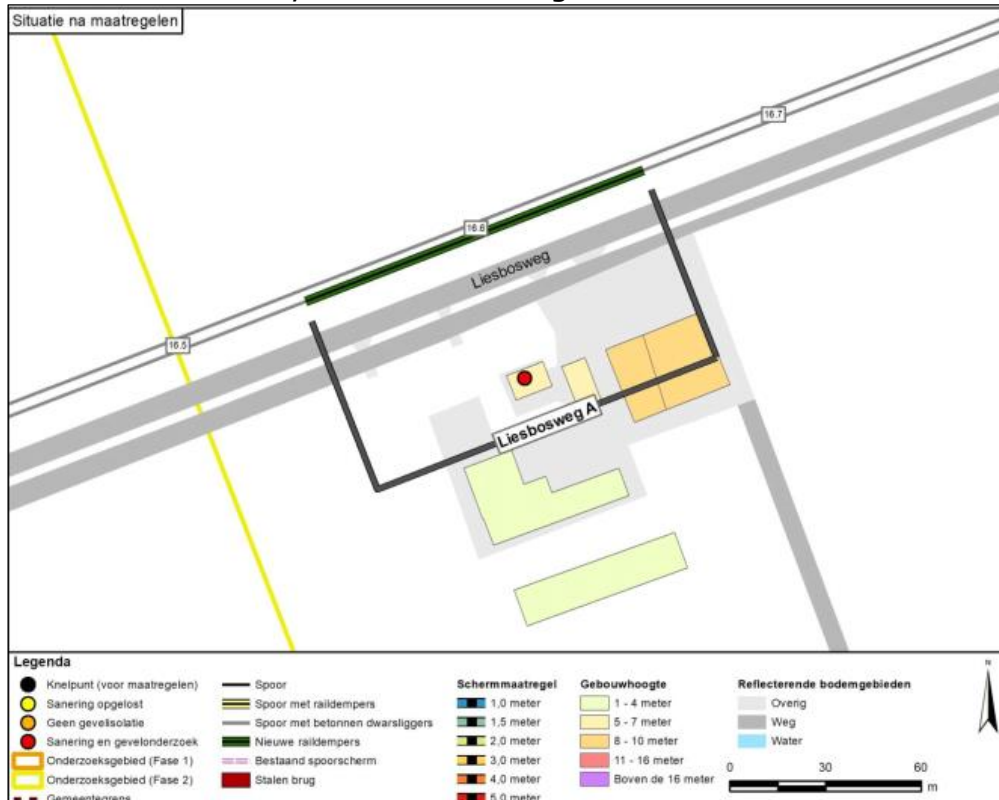 Situatie na maatregelen
16.7
16.6
Liesbosweg
16.5
Liesbosweg A
Legenda
Knelpunt (voor maatregelen)
Sanering opgelost
Geen gevelisolatie
Sanering en gevelonderzoek
Onderzoeksgebied (Fase 1)
Onderzoeksgebied (Fase 2)
Gemeentegrens
Spoor
Spoor met raildempers
Spoor met betonnen dwarsliggers
Nieuwe raildempers
Bestaand spoorscherm
Stalen brug
Schermmaatregel
1,0 meter
1,5 meter
2,0 meter
3,0 meter
4,0 meter
5,0 meter
Gebouwhoogte
1 - 4 meter
5 - 7 meter
8 - 10 meter
11 - 16 meter
Boven de 16 meter
Reflecterende bodemgebieden
Overig
Weg
Water
N
0 30 60
m